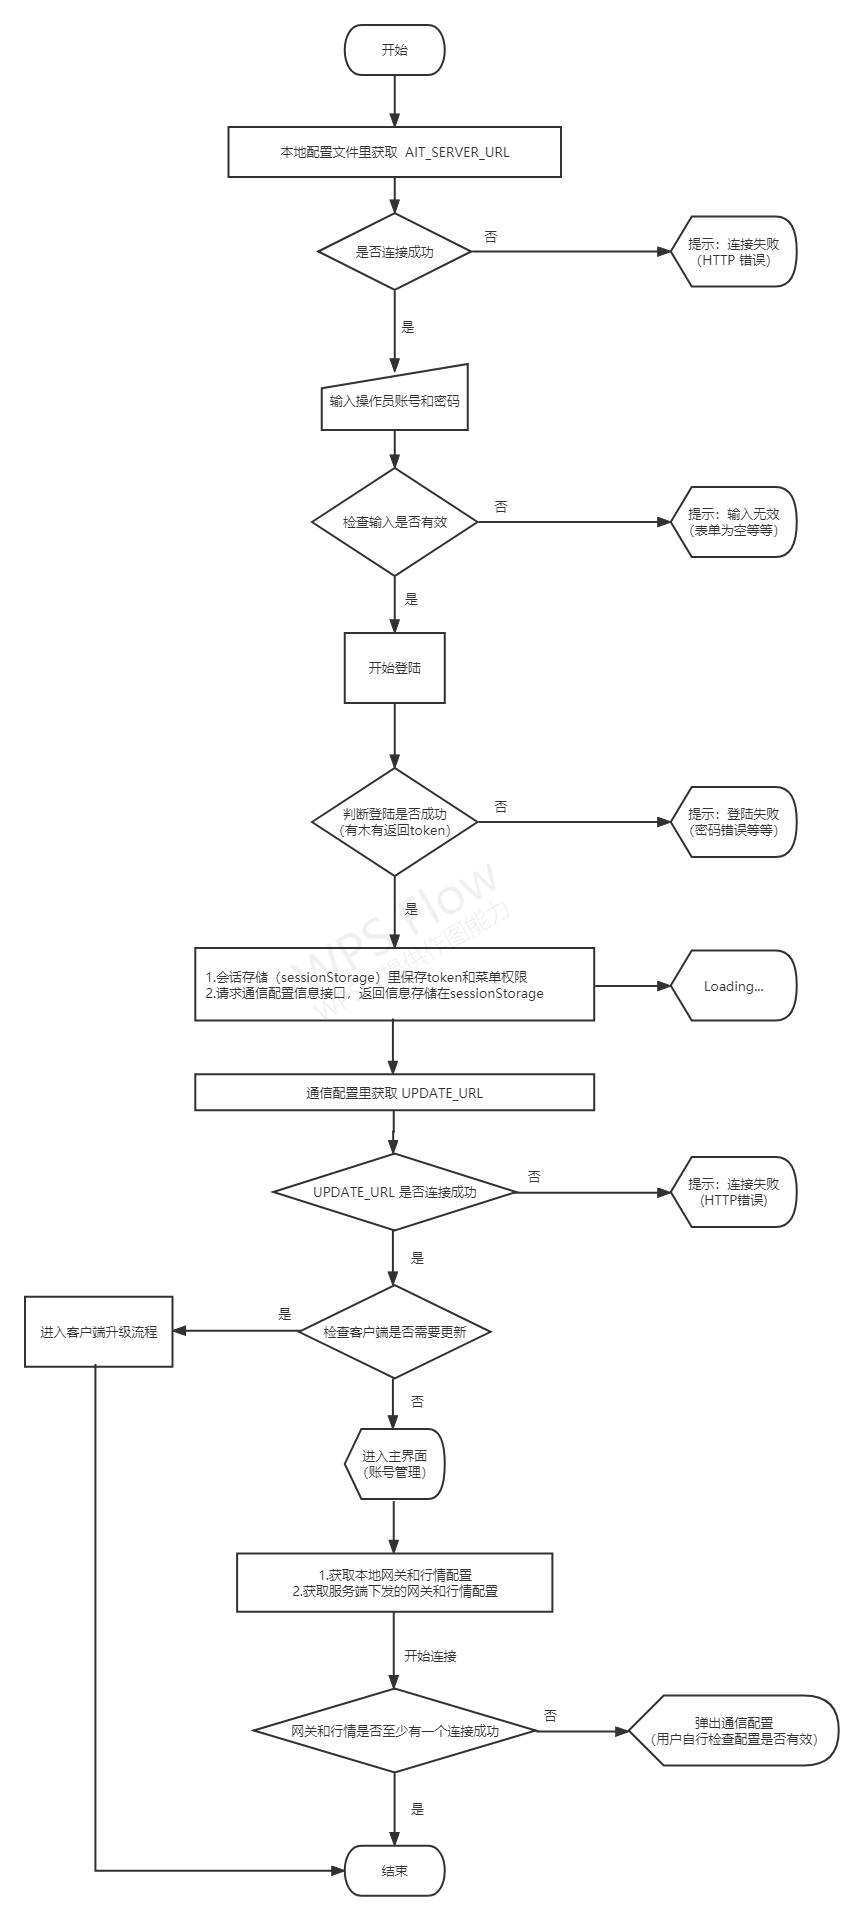 开始
本地配置文件里获取 AIT_SERVER_URL
是否连接成功
否
提示：连接失败
（HTTP 错误）
是
输入操作员账号和密码
检查输入是否有效
否
提示：输入无效
（表单为空等等）
是
开始登陆
判断登陆是否成功
（有木有返回token）
否
提示：登陆失败
（密码错误等等）
是
WPS Flow
1.会话存储（sessionStorage）里保存token和菜单权限
2.请求通信配置信息接口，返回信息存储在sessionStorage
Loading...
通信配置里获取 UPDATE_URL
UPDATE_URL 是否连接成功
否
提示：连接失败
(HTTP错误)
是
检查客户端是否需要更新
是
进入客户端升级流程
否
进入主界面
（账号管理）
1.获取本地网关和行情配置
2.获取服务端下发的网关和行情配置
开始连接
网关和行情是否至少有一个连接成功
否
弹出通信配置
（用户自行检查配置是否有效）
是
结束